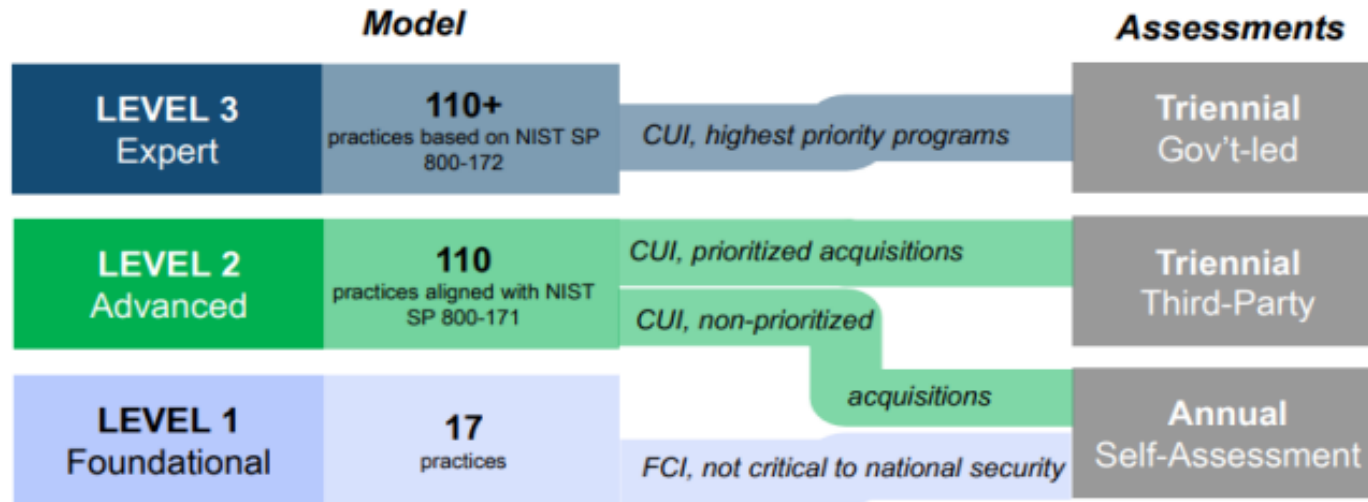 Model
Assessments
LEVEL 3
Expert
110+
practices based on NIST SP
800-172
CUI, highest priority programs
Triennial
Gov't-led
LEVEL 2
Advanced
110
practices aligned with NIST
SP 800-171
CUI, prioritized acquisitions
CUI, non-prioritized
acquisitions
Triennial
Third-Party
LEVEL 1
Foundational
17
practices
FCI, not critical to national security
Annual
Self-Assessment